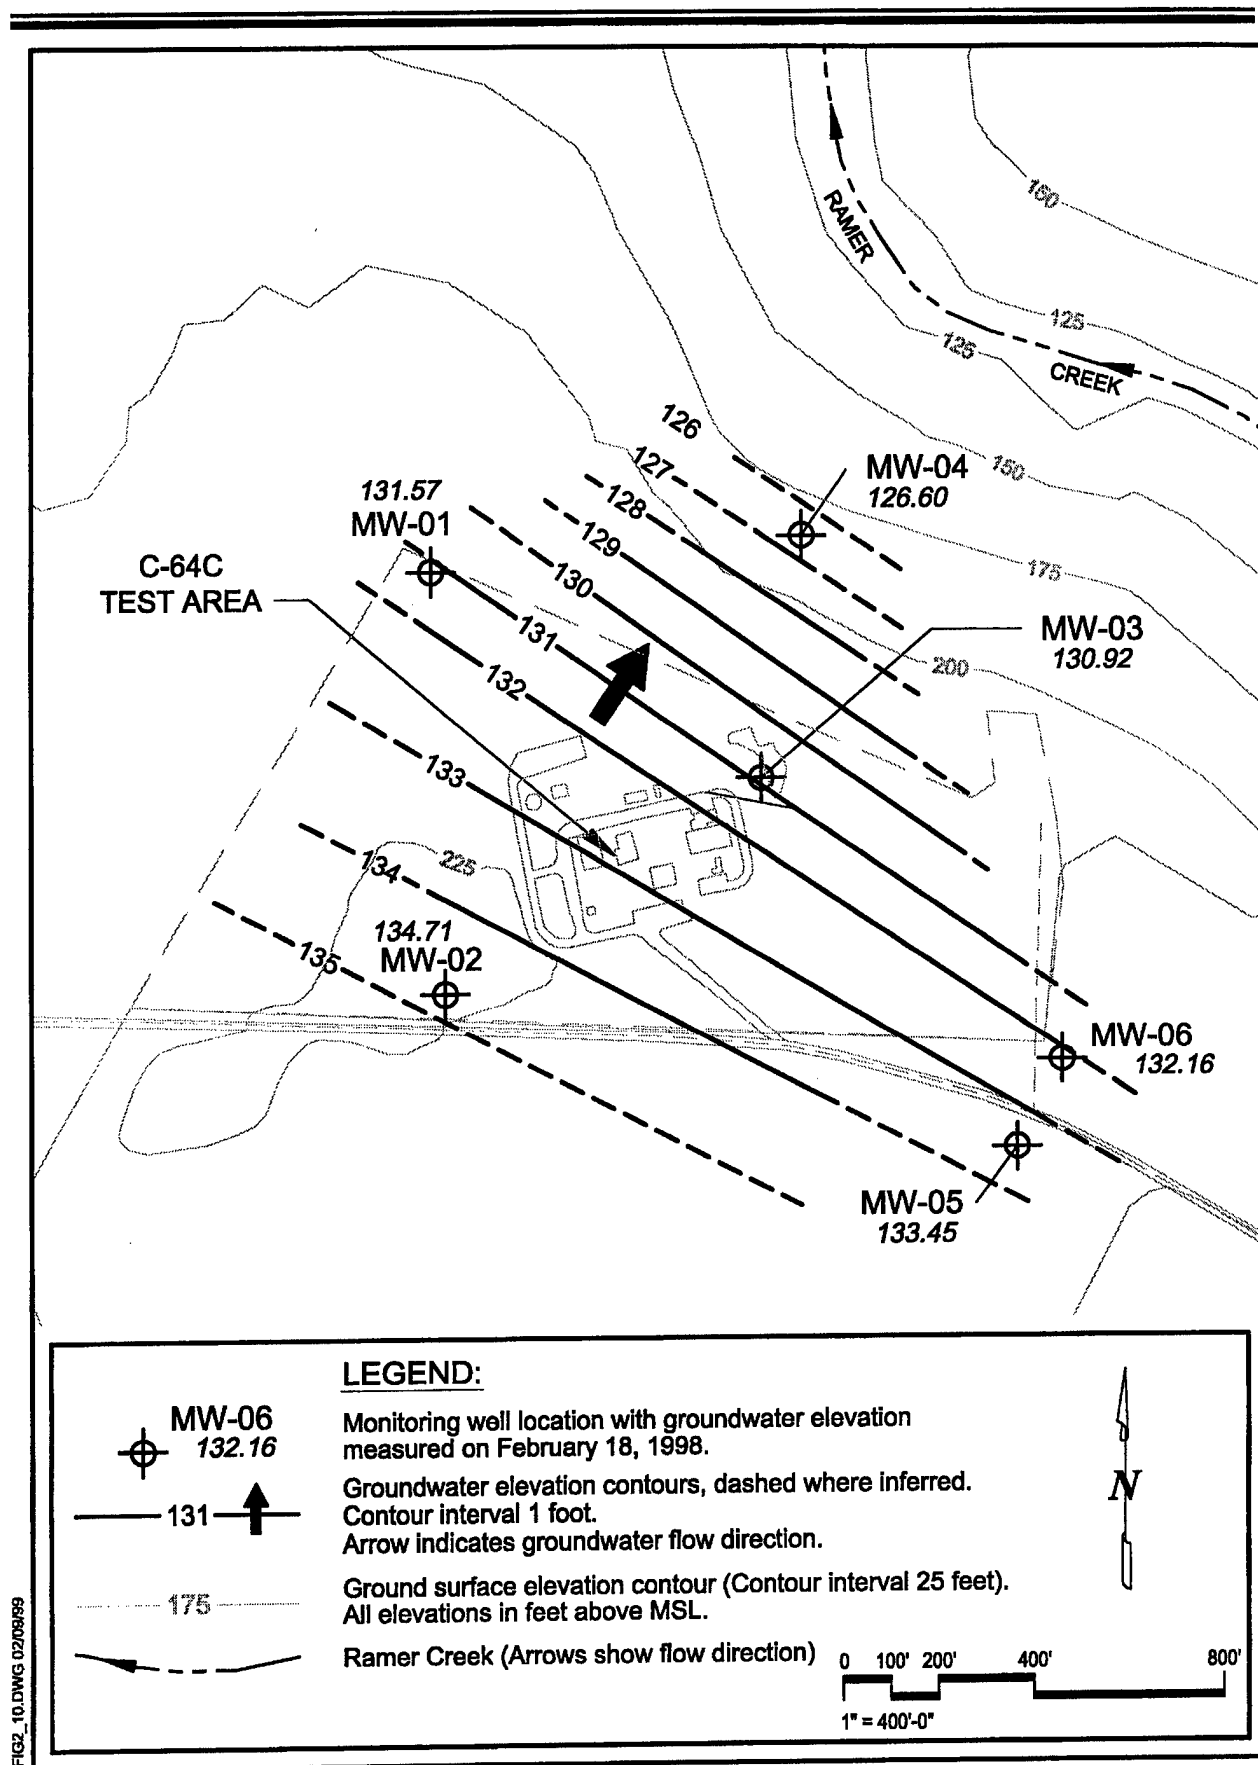 160
RAMER
125
125
CREEK
126
127
MW-04
126.60
150
131.57
MW-01
128
129
C-64C
TEST AREA
130
175
131
MW-03
130.92
200
132
133
134
225
134.71
MW-02
135
MW-06
132.16
MW-05
133.45
LEGEND:
MW-06
132.16
Monitoring well location with groundwater elevation
measured on February 18, 1998.
131
Groundwater elevation contours, dashed where inferred.
Contour interval 1 foot.
Arrow indicates groundwater flow direction.
175
Ground surface elevation contour (Contour interval 25 feet).
All elevations in feet above MSL.
Ramer Creek (Arrows show flow direction)
N
0 100' 200' 400' 800'
1" = 400'-0"
FIG2_10.DWG 02/09/99